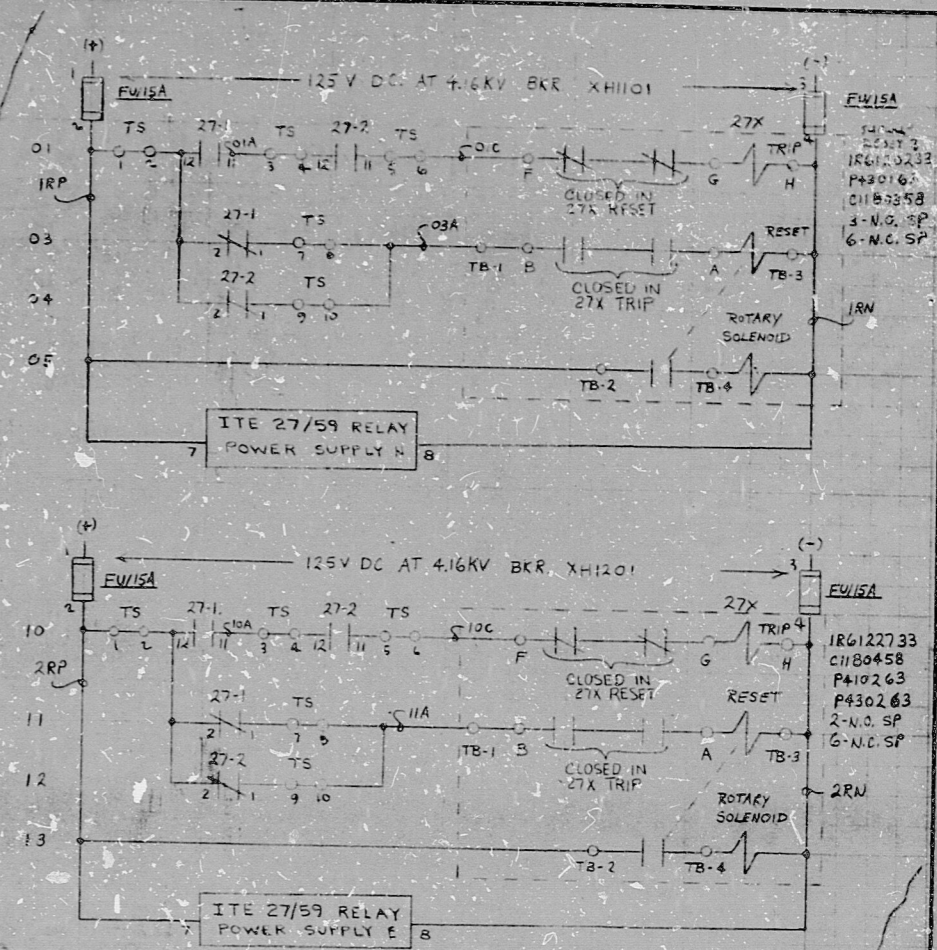 (+)
(-)
125 V DC. AT 4.16KV BKR XH1101
1
FU/15A
2
3
FU/15A
4
TS
27-1
01A
TS
27-2
TS
01C
27X
TRIP
01
1
2
12
11
3
4
12
11
5
6
F
G
H
CLOSED IN
27X RESET
1R6120233
P430163
C1180358
3-N.O. SP
6-N.C. SP
1RP
27-1
TS
03A
RESET
03
2
1
7
8
TB-1
B
A
TB-3
CLOSED IN
27X TRIP
27-2
TS
04
2
1
9
10
1RN
ROTARY
SOLENOID
05
TB-2
TB-4
ITE 27/59 RELAY
POWER SUPPLY N
7
8
(+)
(-)
125V DC AT 4.16KV BKR. XH1201
1
FU/15A
2
3
FU/15A
4
TS
27-1.
10A
TS
27-2
TS
10C
27X
TRIP
10
1
2
12
11
3
4
12
11
5
6
F
G
H
CLOSED IN
27X RESET
1R6122733
C1180458
P410263
P430263
2-N.O. SP
6-N.C. SP
2RP
27-1
TS
11A
RESET
11
2
1
7
8
TB-1
B
A
TB-3
CLOSED IN
27X TRIP
27-2
TS
12
2
1
9
10
2RN
ROTARY
SOLENOID
13
TB-2
TB-4
ITE 27/59 RELAY
POWER SUPPLY E
7
8